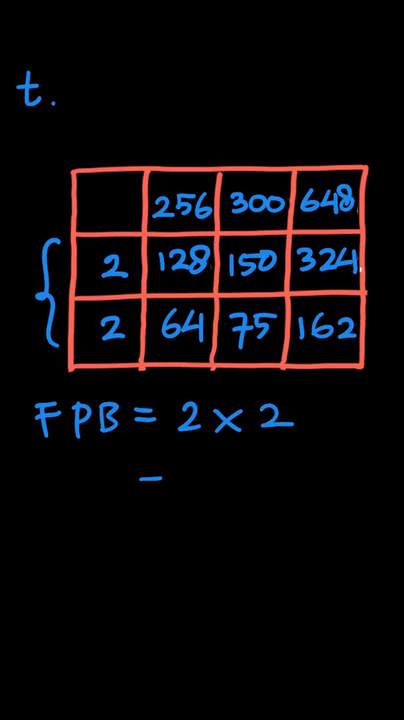 t.
256 300 648
2 128 150 324
2 64 75 162
FPB = 2 × 2